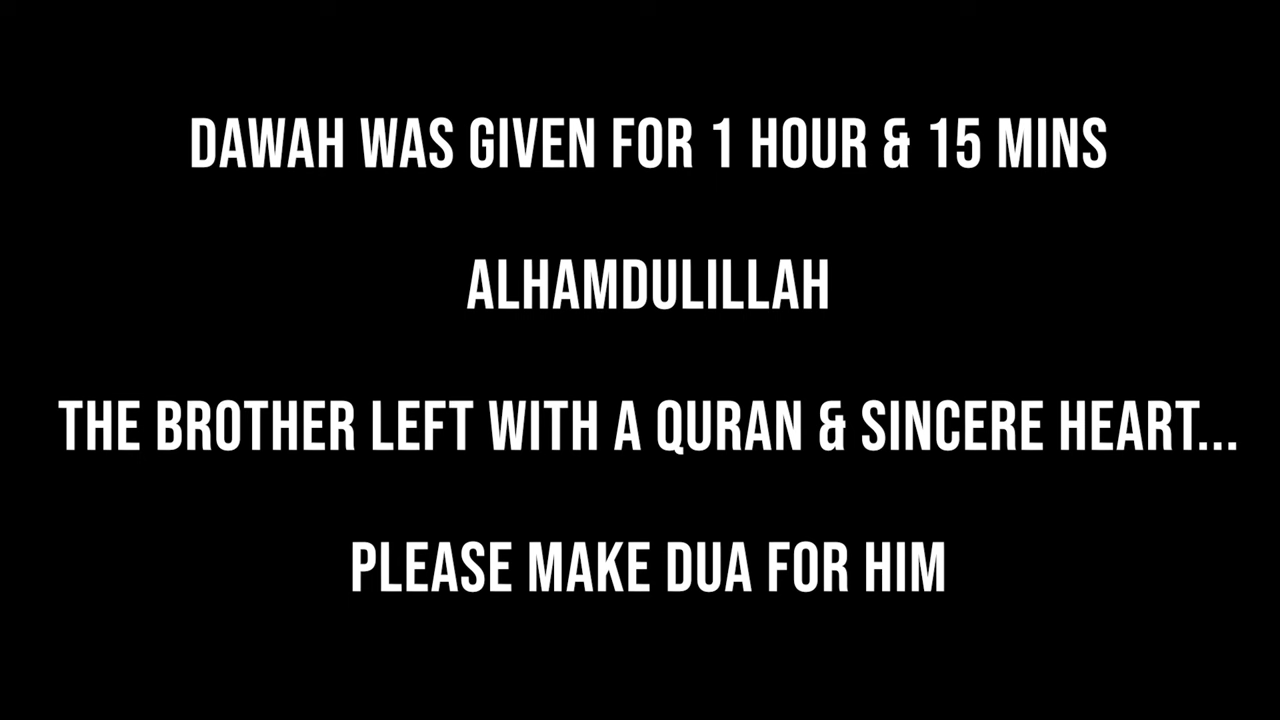 DAWAH WAS GIVEN FOR 1 HOUR & 15 MINS
ALHAMDULILLAH
THE BROTHER LEFT WITH A QURAN & SINCERE HEART...
PLEASE MAKE DUA FOR HIM